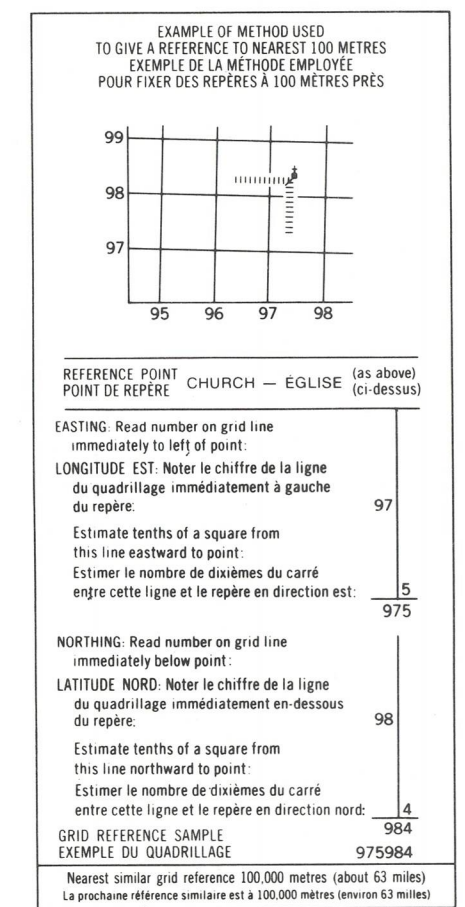 EXAMPLE OF METHOD USED
TO GIVE A REFERENCE TO NEAREST 100 METRES
EXEMPLE DE LA MÉTHODE EMPLOYÉE
POUR FIXER DES REPÈRES À 100 MÈTRES PRÈS
99
98
97
95 96 97 98
REFERENCE POINT
POINT DE REPÈRE
CHURCH — ÉGLISE
(as above)
(ci-dessus)
EASTING: Read number on grid line
immediately to left of point:
LONGITUDE EST: Noter le chiffre de la ligne
du quadrillage immédiatement à gauche
du repère: 97
Estimate tenths of a square from
this line eastward to point:
Estimer le nombre de dixièmes du carré
entre cette ligne et le repère en direction est: 5
975
NORTHING: Read number on grid line
immediately below point:
LATITUDE NORD: Noter le chiffre de la ligne
du quadrillage immédiatement en-dessous
du repère: 98
Estimate tenths of a square from
this line northward to point:
Estimer le nombre de dixièmes du carré
entre cette ligne et le repère en direction nord: 4
984
GRID REFERENCE SAMPLE
EXEMPLE DU QUADRILLAGE 975984
Nearest similar grid reference 100,000 metres (about 63 miles)
La prochaine référence similaire est à 100,000 mètres (environ 63 milles)